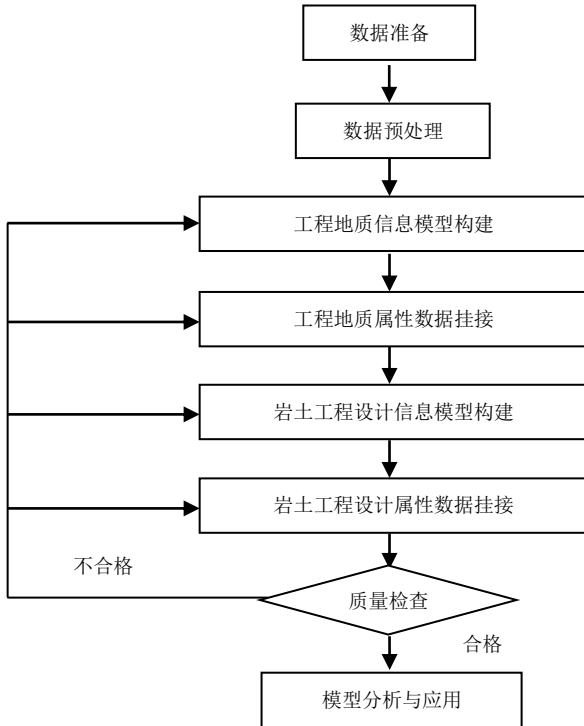 数据准备
数据预处理
工程地质信息模型构建
工程地质属性数据挂接
岩土工程设计信息模型构建
岩土工程设计属性数据挂接
不合格
质量检查
合格
模型分析与应用